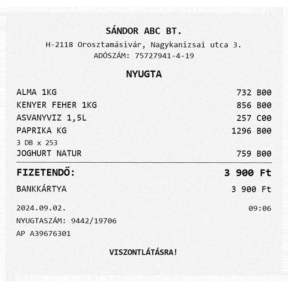 SÁNDOR ABC BT.
H-2118 Orosztamásivár, Nagykanizsai utca 3.
ADÓSZÁM: 75727941-4-19
NYUGTA
ALMA 1KG 732 B00
KENYER FEHER 1KG 856 B00
ASVANYVIZ 1,5L 257 C00
PAPRIKA KG 1296 B00
3 DB x 253
JOGHURT NATUR 759 B00
FIZETENDŐ: 3 900 Ft
BANKKÁRTYA 3 900 Ft
2024.09.02. 09:06
NYUGTASZÁM: 9442/19706
AP A39676301
VISZONTLÁTÁSRA!